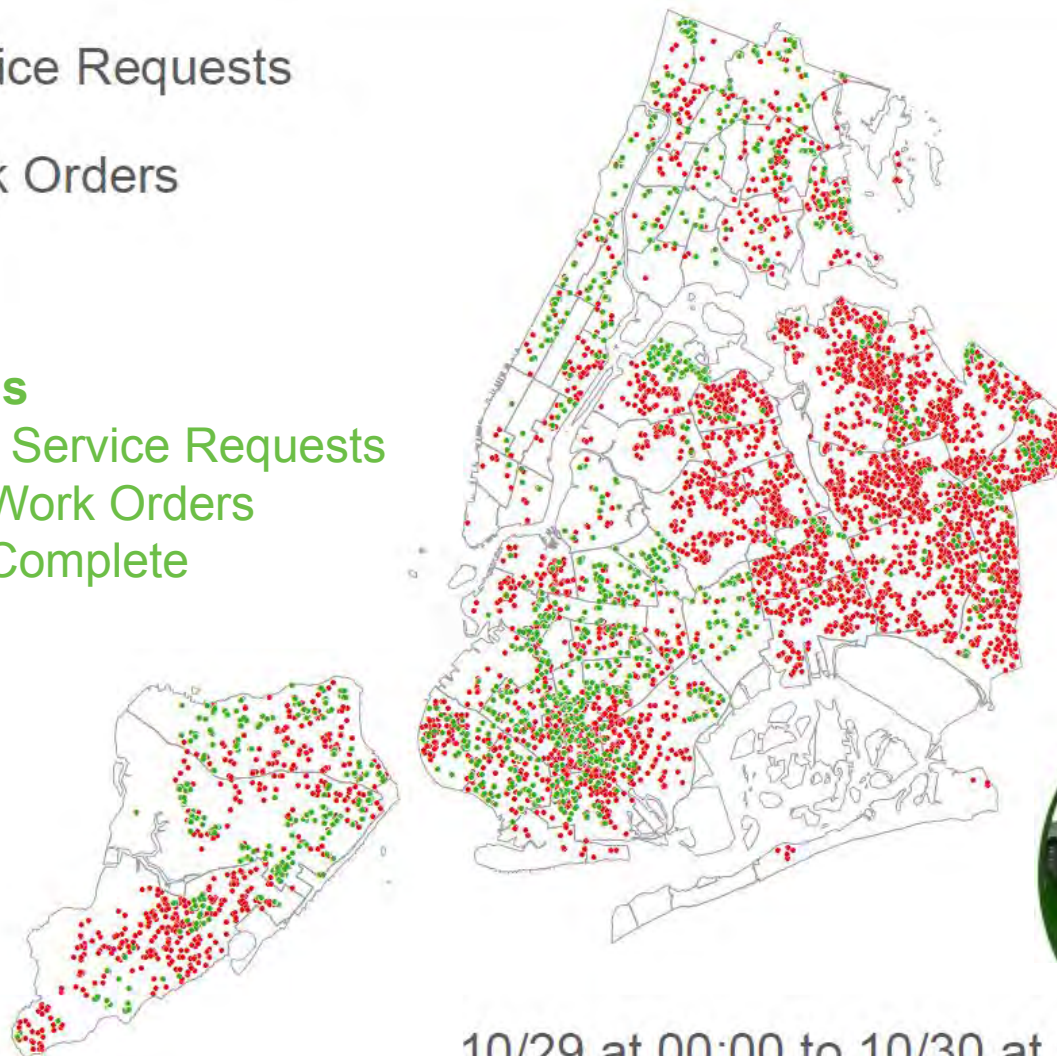 ice Requests
Orders
s
Service Requests
Work Orders
Complete
10/29 at 00:00 to 10/30 at